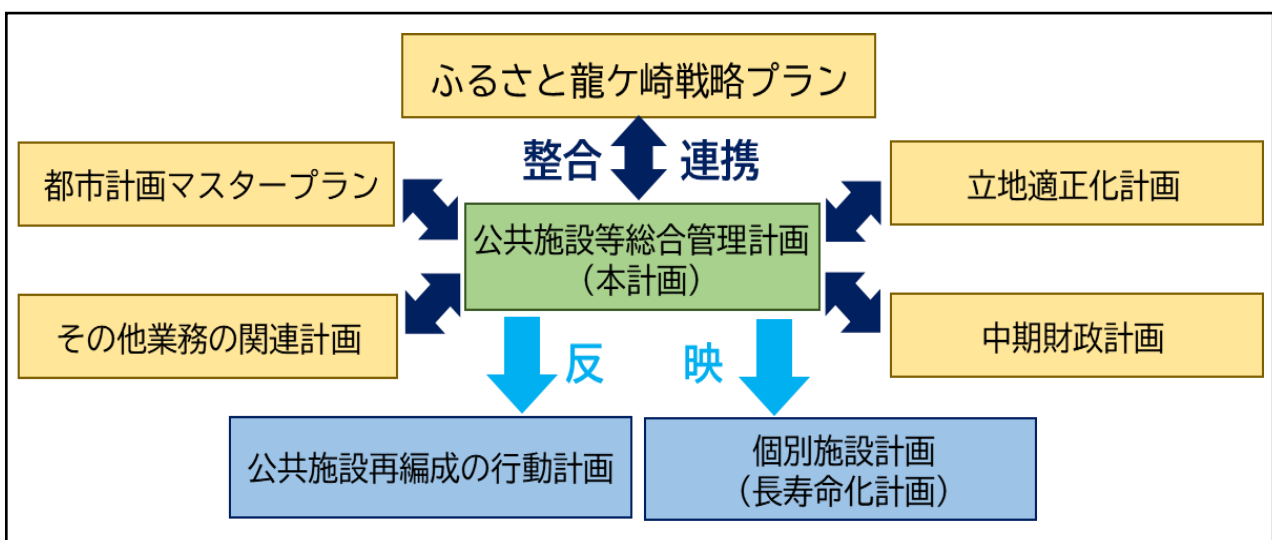 ふるさと龍ケ崎戦略プラン
整合 連携
都市計画マスタープラン
立地適正化計画
公共施設等総合管理計画
（本計画）
その他業務の関連計画
中期財政計画
反 映
公共施設再編成の行動計画
個別施設計画
（長寿命化計画）